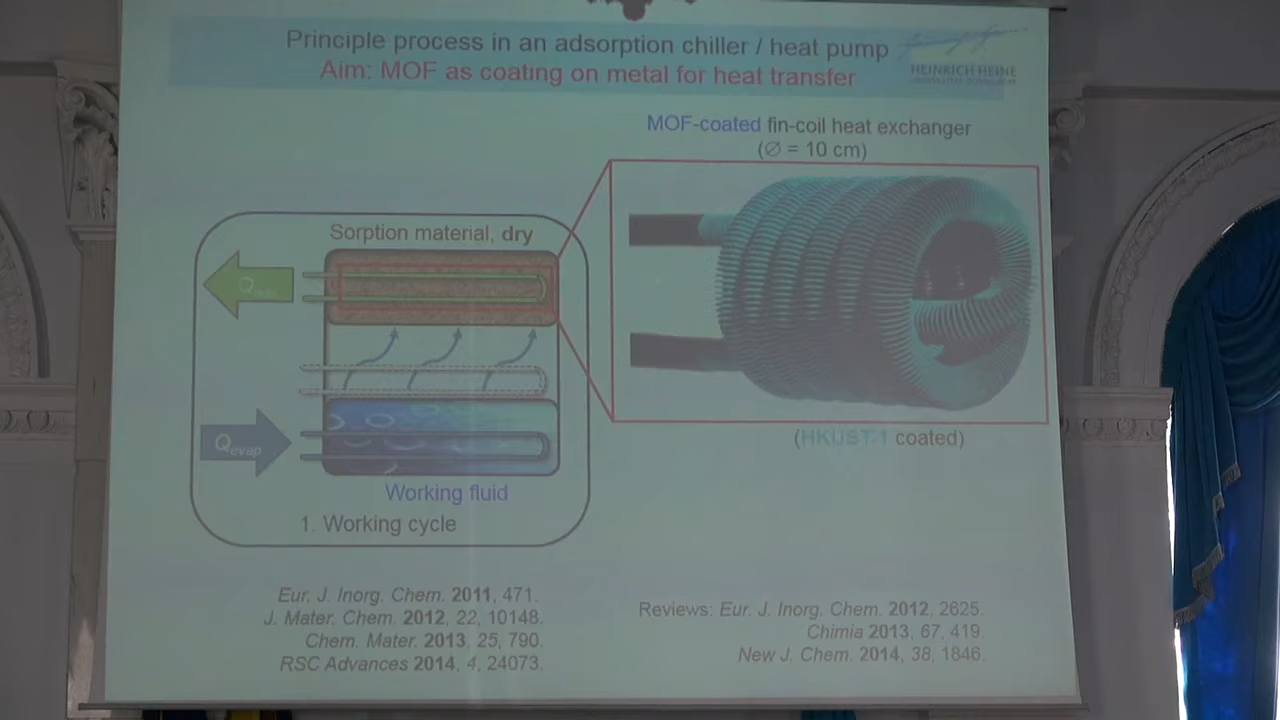 Principle process in an adsorption chiller / heat pump
Aim: MOF as coating on metal for heat transfer
HEINRICH HEINE
MOF-coated fin-coil heat exchanger
(∅ = 10 cm)
Sorption material, dry
Qevap
Working fluid
1. Working cycle
(HKUST-1 coated)
Eur. J. Inorg. Chem. 2011, 471.
J. Mater. Chem. 2012, 22, 10148.
Chem. Mater. 2013, 25, 790.
RSC Advances 2014, 4, 24073.
Reviews: Eur. J. Inorg. Chem. 2012, 2625.
Chimia 2013, 67, 419.
New J. Chem. 2014, 38, 1846.